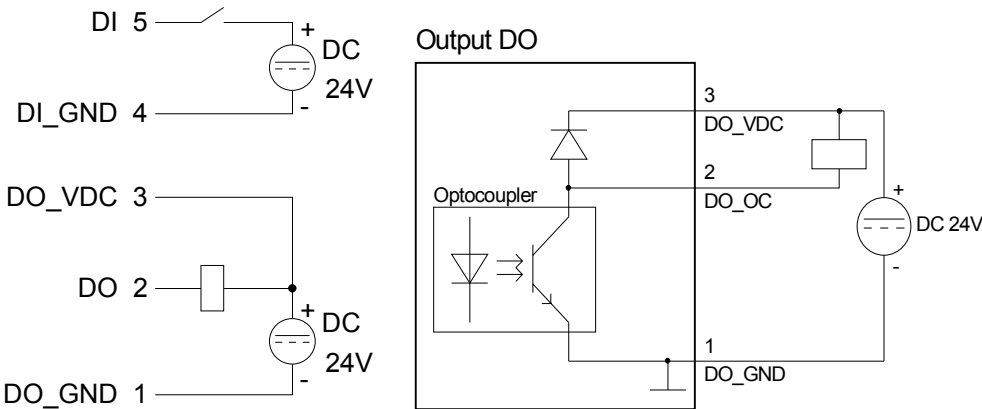 DI 5
+
DC
24V
-
DI_GND 4
DO_VDC 3
DO 2
+
DC
24V
-
DO_GND 1
Output DO
3
DO_VDC
2
DO_OC
Optocoupler
+
DC 24V
-
1
DO_GND